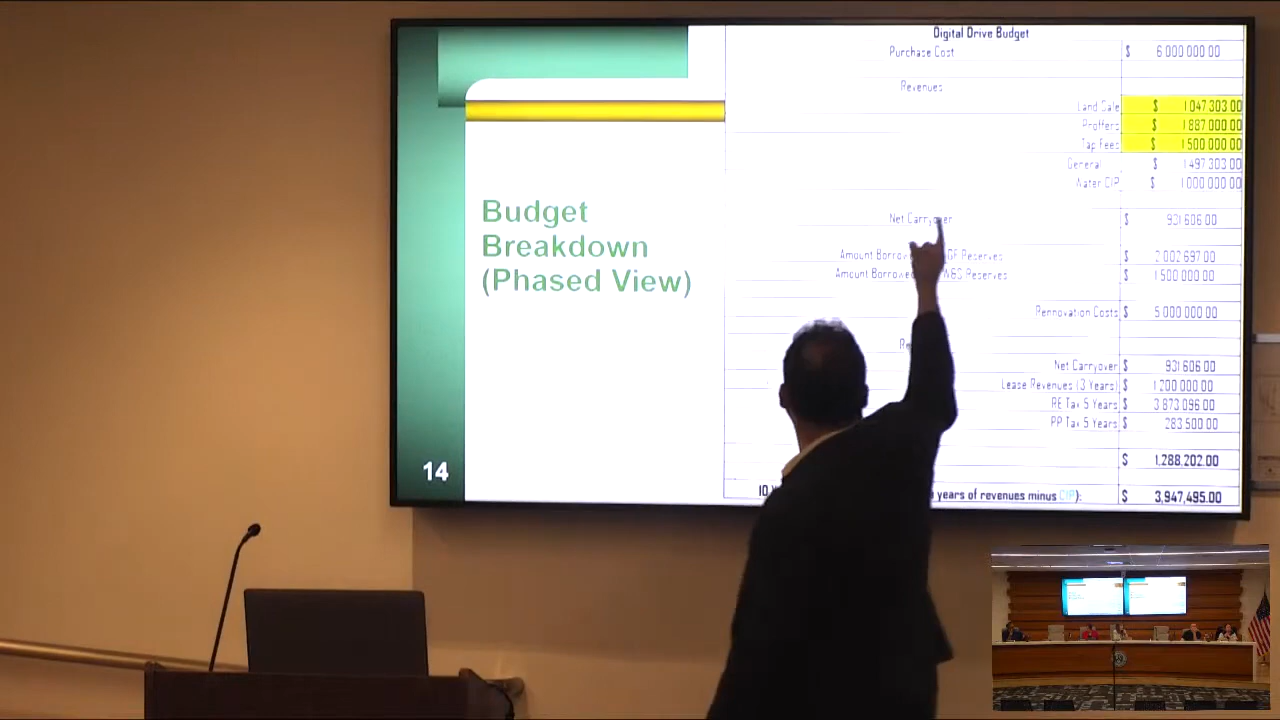 Digital Drive Budget
Purchase Cost $ 6 000 000.00
Revenues
Land Sale $ 1 047 303 00
Proffers $ 1 887 000.00
Tap Fees $ 1 500 000 00
General $ 1 497 303 00
Water CIP $ 1 000 000.00
Net Carryover $ 931 606 00
Amount Borrowed GF Reserves $ 2 002 697.00
Amount Borrowed W&S Reserves $ 1 500 000.00
Rennovation Costs $ 5 000 000 00
Net Carryover $ 931 606 00
Lease Revenues (3 Years) $ 1 200 000 00
RE Tax 5 Years $ 3 873 096 00
PP Tax 5 Years $ 283 500 00
$ 1,288,202.00
10 years of revenues minus CIP): $ 3,947,495.00
Budget
Breakdown
(Phased View)
14